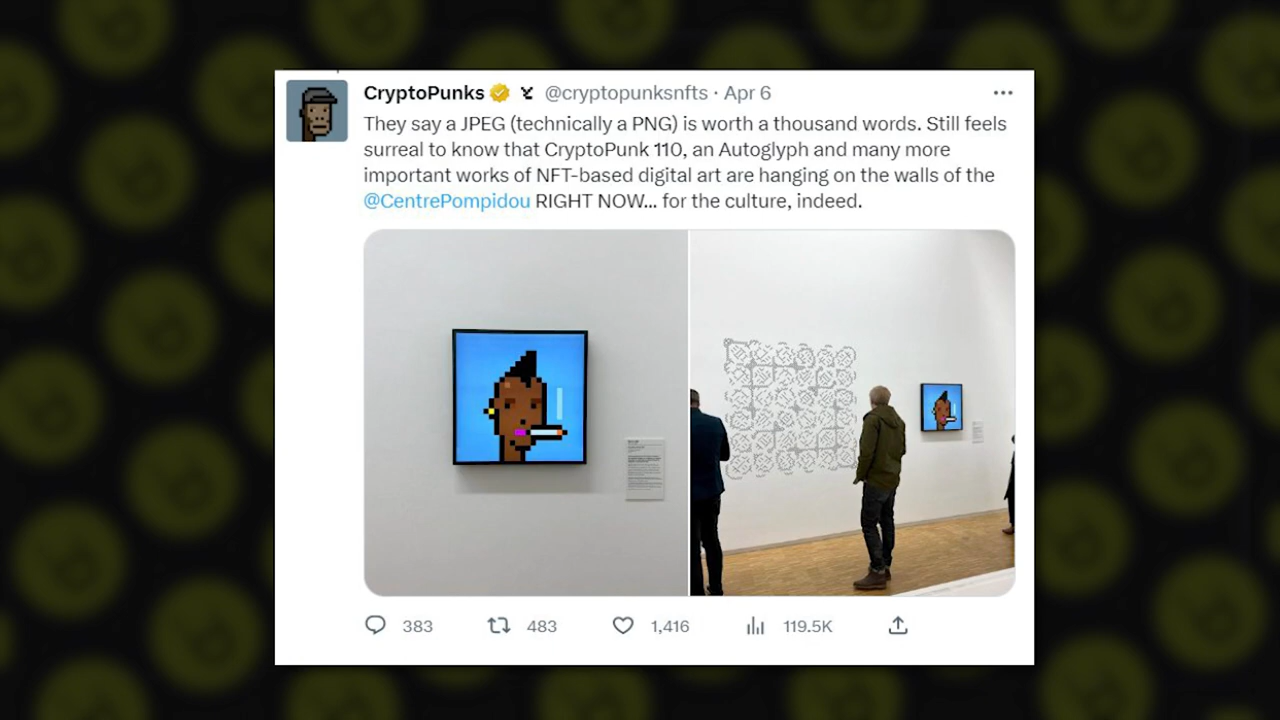 CryptoPunks @cryptopunksnfts · Apr 6
They say a JPEG (technically a PNG) is worth a thousand words. Still feels
surreal to know that CryptoPunk 110, an Autoglyph and many more
important works of NFT-based digital art are hanging on the walls of the
@CentrePompidou RIGHT NOW... for the culture, indeed.
383 483 1,416 119.5K